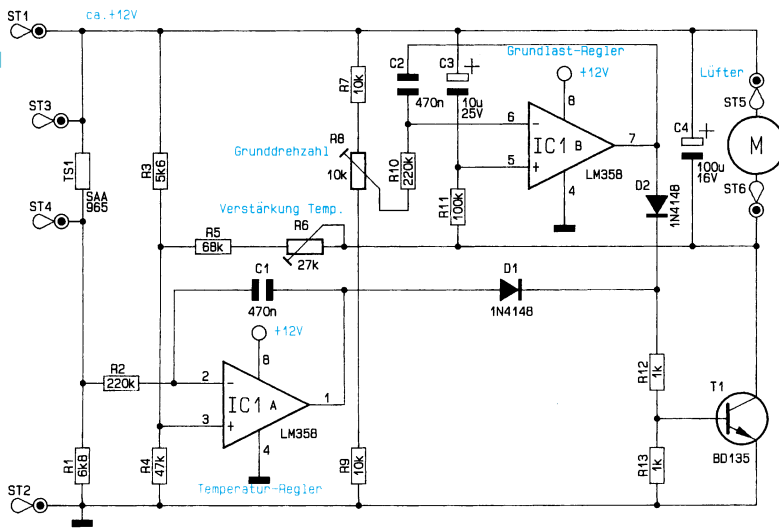 ST1
ca.+12V
ST3
TS1
SAA
965
ST4
R3
5k6
R7
10k
R8
10k
Grunddrehzahl
C2
470n
C3
10u
25V
Grundlast-Regler
+12V
8
6
5
7
4
IC1 B
LM358
R10
220k
R11
100k
C4
100u
16V
Lüfter
ST5
M
ST6
D2
1N4148
Verstärkung Temp.
R5
68k
R6
27k
C1
470n
D1
1N4148
+12V
8
R2
220k
2
3
1
4
IC1 A
LM358
R12
1k
T1
BD135
R1
6k8
R4
47k
R9
10k
R13
1k
Temperatur-Regler
ST2